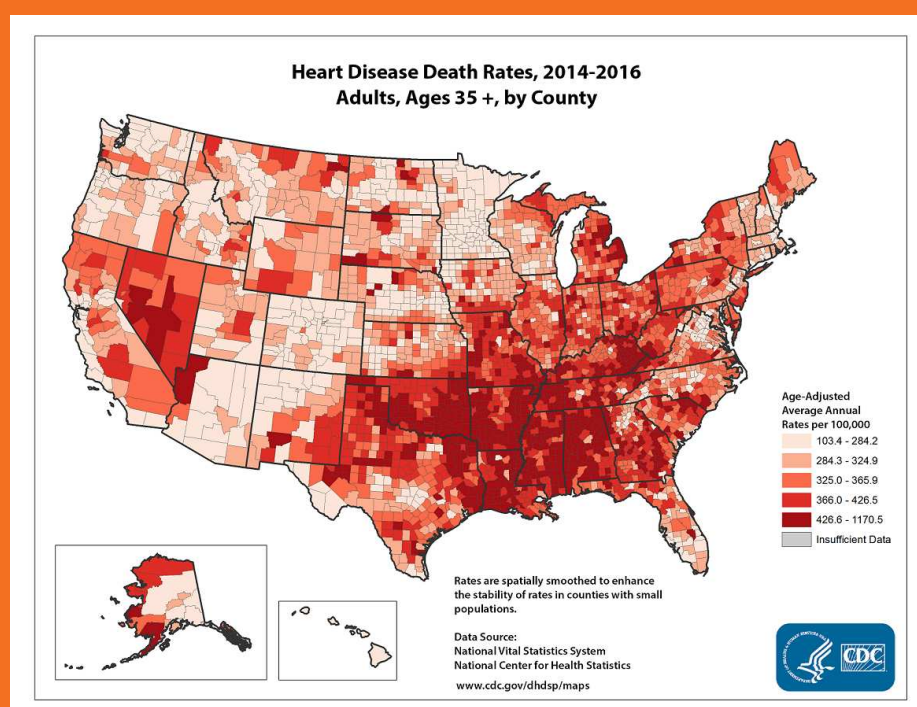 Heart Disease Death Rates, 2014-2016
Adults, Ages 35 +, by County
Age-Adjusted
Average Annual
Rates per 100,000
103.4 - 284.2
284.3 - 324.9
325.0 - 365.9
366.0 - 426.5
426.6 - 1170.5
Insufficient Data
Rates are spatially smoothed to enhance
the stability of rates in counties with small
populations.
Data Source:
National Vital Statistics System
National Center for Health Statistics
www.cdc.gov/dhdsp/maps
CDC